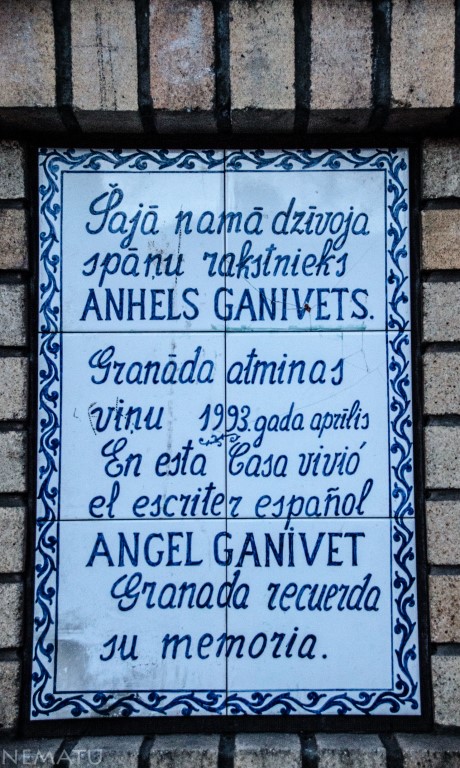 Šajā namā dzīvoja
spāņu rakstnieks
ANHELS GANIVETS.
Granāda atminas
viņu 1993. gada aprīlis
En esta Casa vivió
el escriter español
ANGEL GANIVET
Granada recuerda
su memoria.
NEMATU